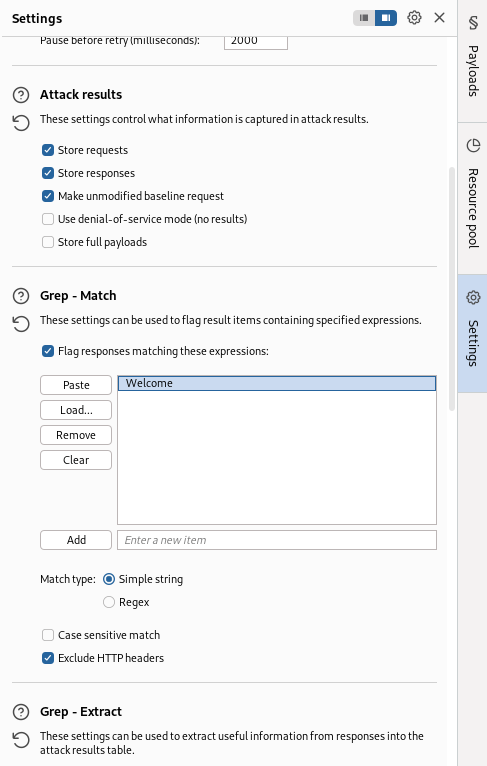 Settings
Pause before retry (milliseconds):
2000
Attack results
These settings control what information is captured in attack results.
Store requests
Store responses
Make unmodified baseline request
Use denial-of-service mode (no results)
Store full payloads
Grep - Match
These settings can be used to flag result items containing specified expressions.
Flag responses matching these expressions:
Paste
Load...
Remove
Clear
Welcome
Add
Enter a new item
Match type:
Simple string
Regex
Case sensitive match
Exclude HTTP headers
Grep - Extract
These settings can be used to extract useful information from responses into the
attack results table.
Payloads
Resource pool
Settings